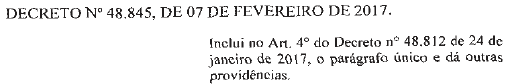 DECRETO Nº 48.845, DE 07 DE FEVEREIRO DE 2017.
Inclui no Art. 4º do Decreto nº 48.812 de 24 de
janeiro de 2017, o parágrafo único e dá outras
providências.